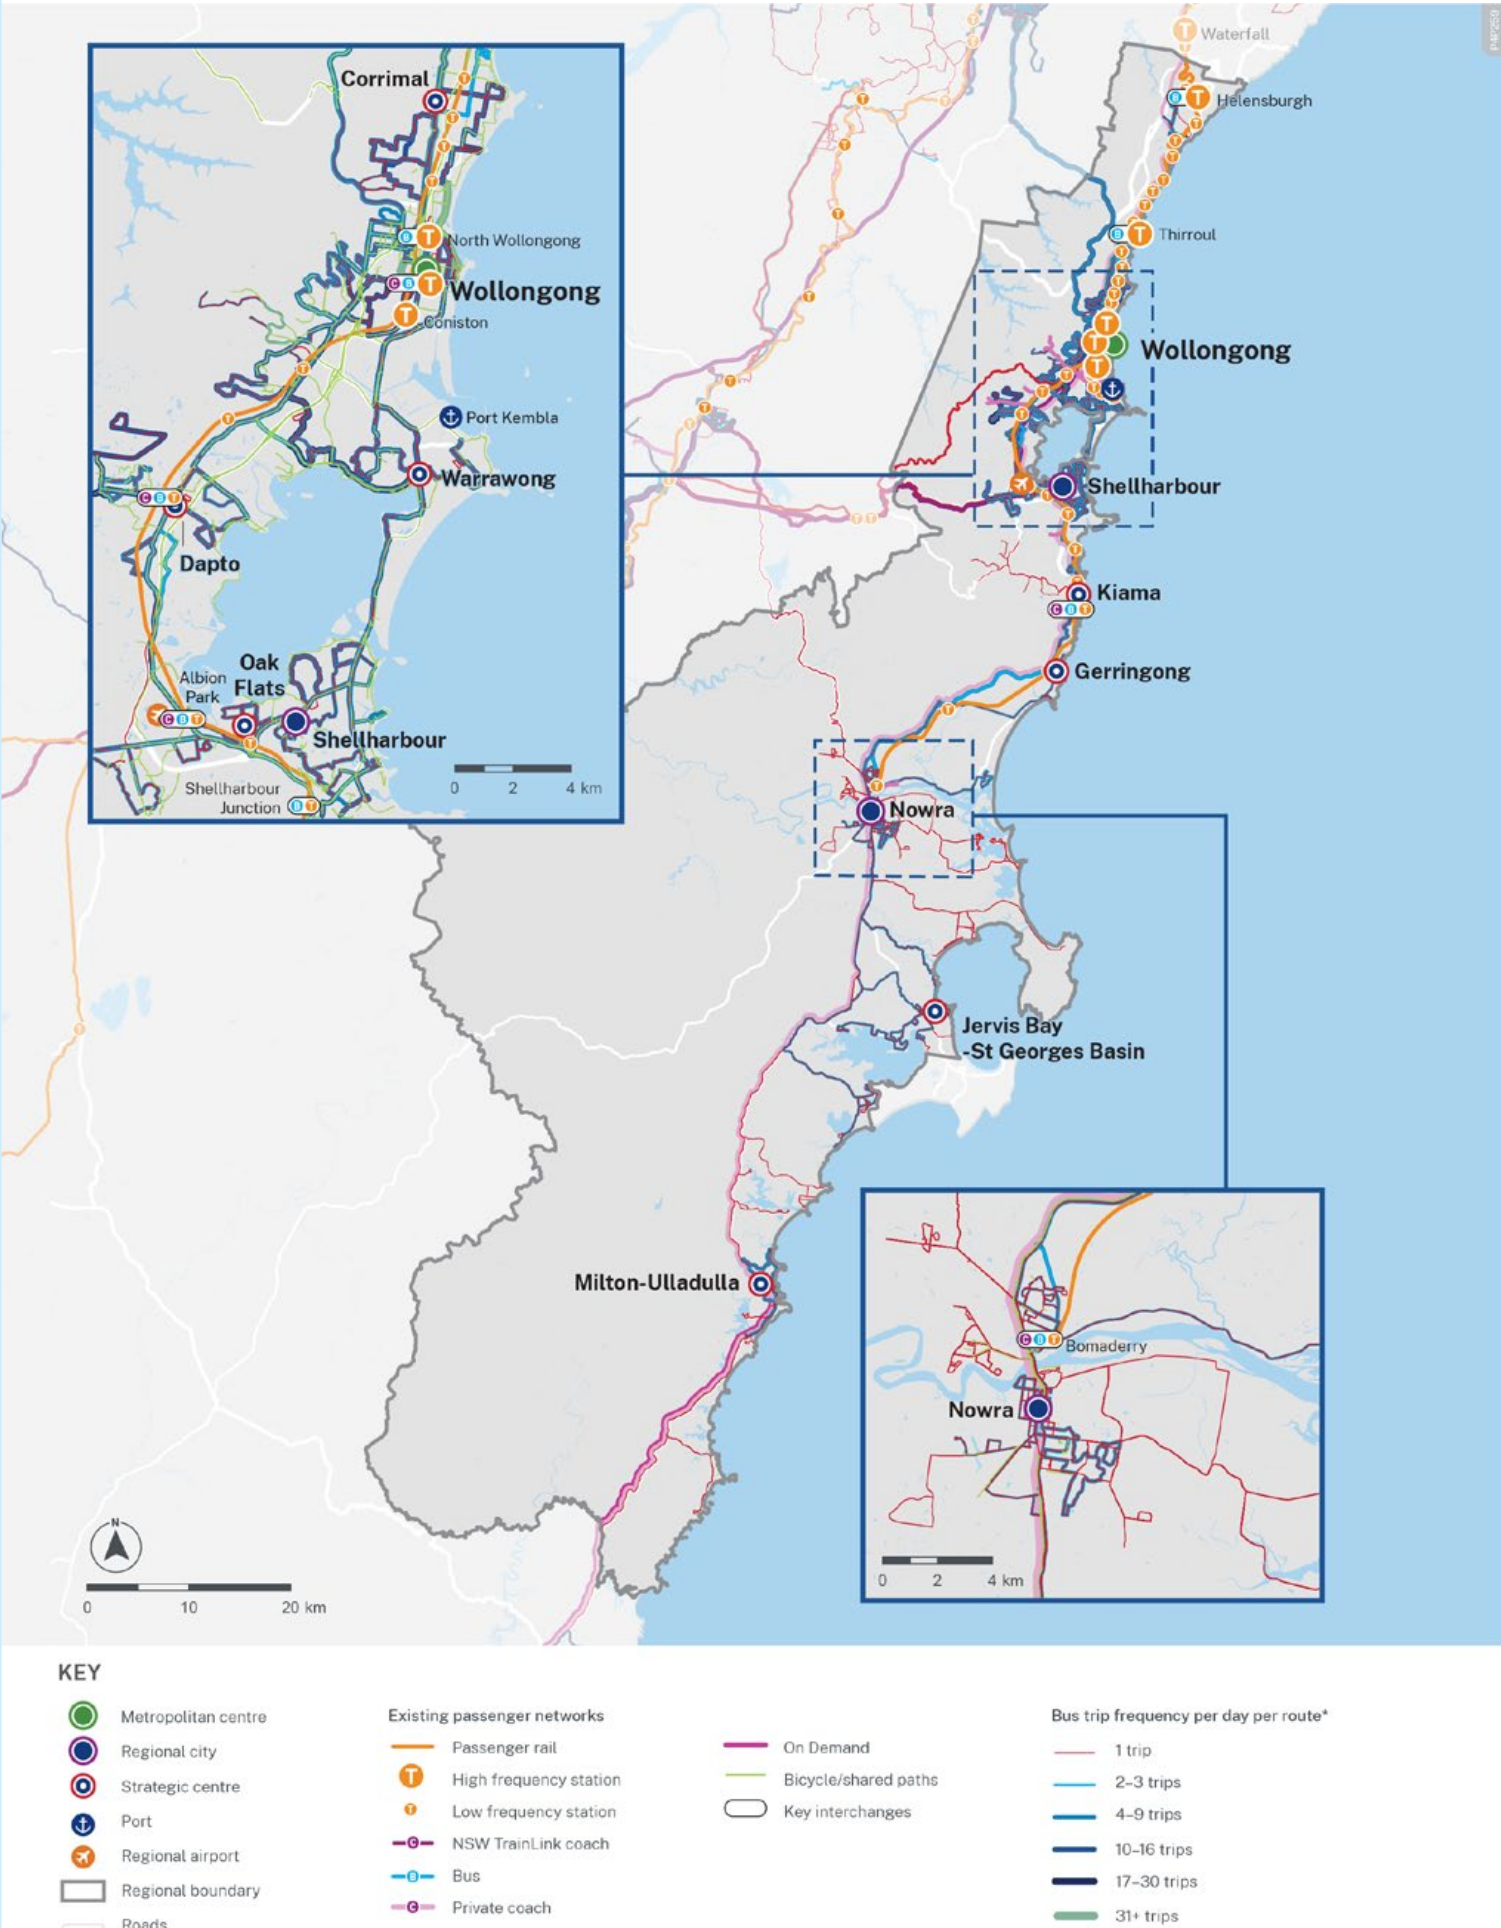 P4P259
Waterfall
T
B T Helensburgh
B T Thirroul
Wollongong
Shellharbour
Kiama
C B T
Gerringong
Nowra
Jervis Bay
-St Georges Basin
Milton-Ulladulla
Corrimal
B T North Wollongong
C B T Wollongong
T Coniston
Port Kembla
Warrawong
C B T
Dapto
Oak
Flats
Albion
Park
C B T
Shellharbour
Shellharbour
Junction B T
0 2 4 km
C B T Bomaderry
Nowra
0 2 4 km
N
0 10 20 km
KEY
Metropolitan centre
Regional city
Strategic centre
Port
Regional airport
Regional boundary
Roads
Existing passenger networks
Passenger rail
T High frequency station
T Low frequency station
C NSW TrainLink coach
B Bus
C Private coach
On Demand
Bicycle/shared paths
Key interchanges
Bus trip frequency per day per route*
1 trip
2–3 trips
4–9 trips
10–16 trips
17–30 trips
31+ trips